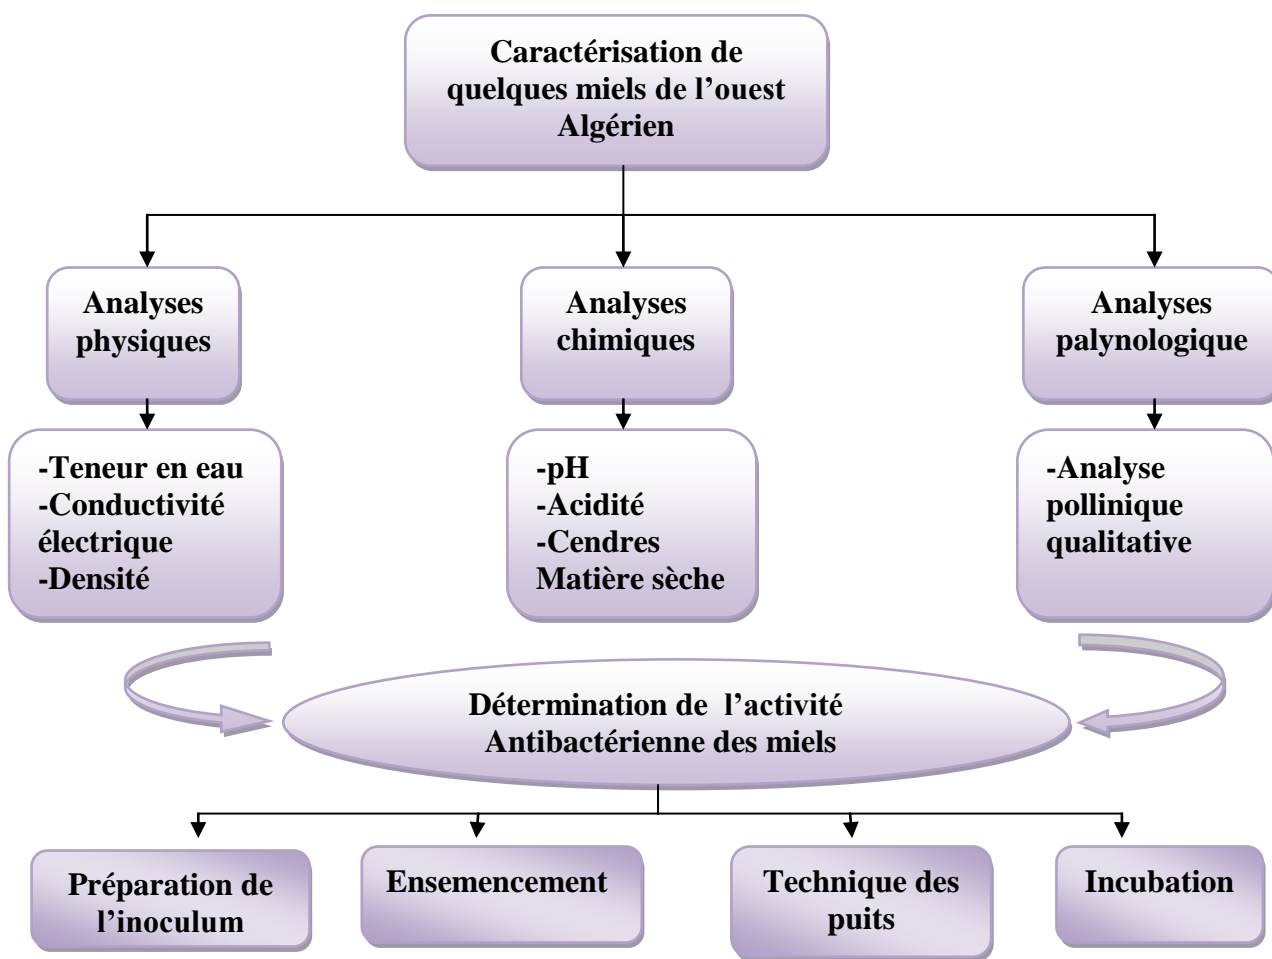 Caractérisation de
quelques miels de l’ouest
Algérien
Analyses
physiques
Analyses
chimiques
Analyses
palynologique
-Teneur en eau
-Conductivité
électrique
-Densité
-pH
-Acidité
-Cendres
Matière sèche
-Analyse
pollinique
qualitative
Détermination de  l’activité
Antibactérienne des miels
Préparation de
l’inoculum
Ensemencement
Technique des
puits
Incubation